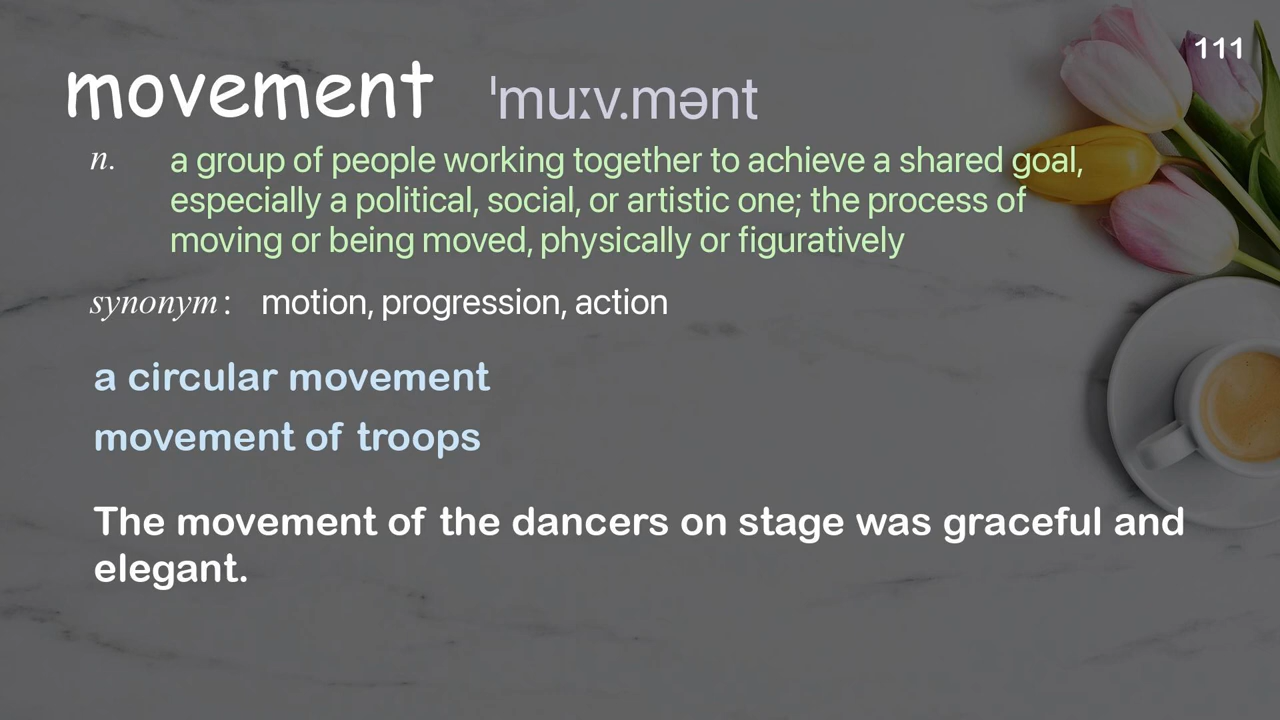 111
movement ˈmuːv.mənt
n. a group of people working together to achieve a shared goal,
especially a political, social, or artistic one; the process of
moving or being moved, physically or figuratively
synonym: motion, progression, action
a circular movement
movement of troops
The movement of the dancers on stage was graceful and
elegant.